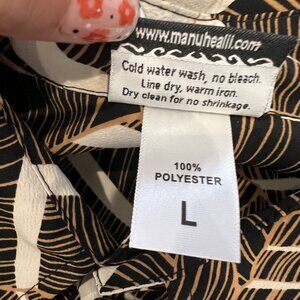 www.manuhealii.com
Cold water wash, no bleach.
Line dry, warm iron.
Dry clean for no shrinkage.
100%
POLYESTER
L